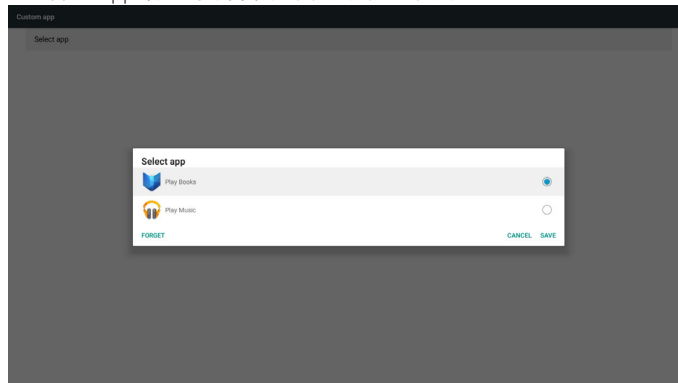 Custom app
Select app
Select app
Play Books
Play Music
FORGET
CANCEL SAVE